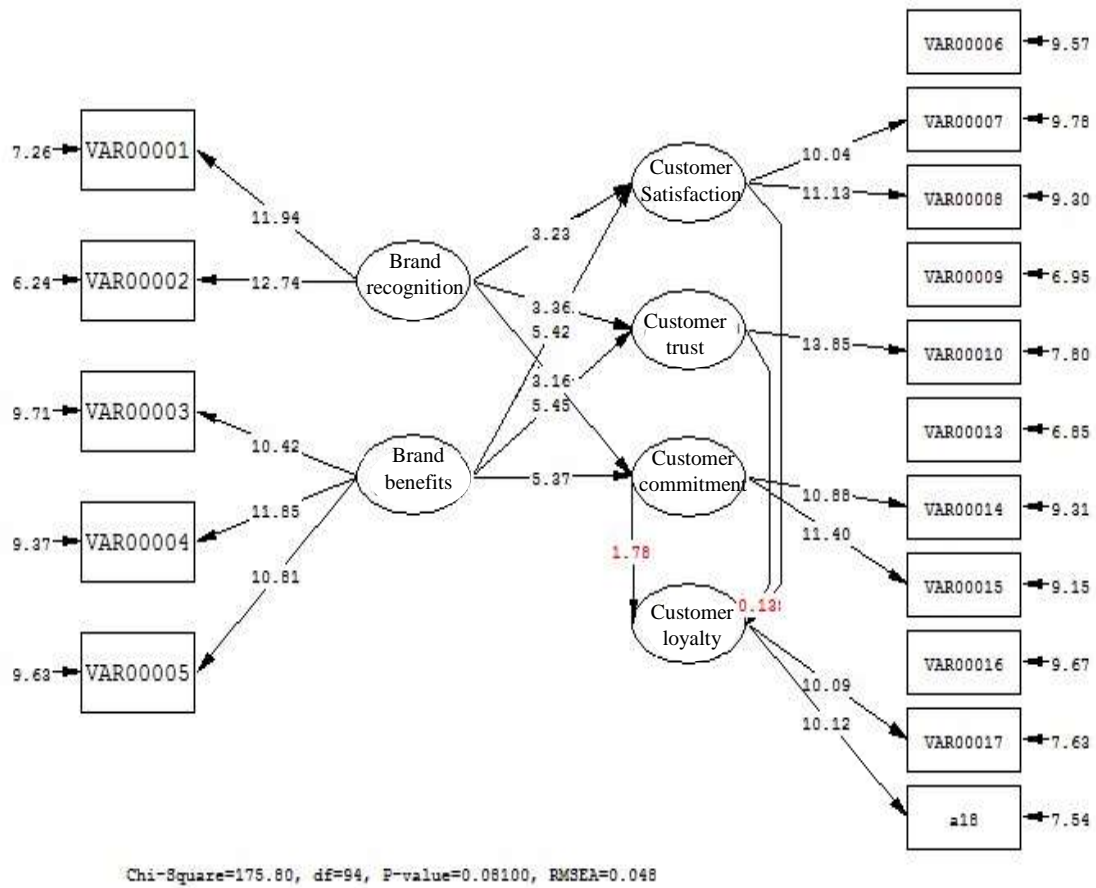 VAR00006
9.57
VAR00007
9.78
VAR00001
7.26
VAR00008
9.30
VAR00002
6.24
VAR00009
6.95
VAR00010
7.80
VAR00003
9.71
VAR00013
6.85
VAR00004
9.37
VAR00014
9.31
VAR00015
9.15
VAR00005
9.63
VAR00016
9.67
VAR00017
7.63
a18
7.54
Brand
recognition
Brand
benefits
Customer
Satisfaction
Customer
trust
Customer
commitment
Customer
loyalty
11.94
12.74
10.42
11.85
10.81
3.23
3.36
5.42
3.16
5.45
5.37
1.78
10.04
11.13
13.85
10.88
11.40
10.09
10.12
Chi-Square=175.80, df=94, P-value=0.08100, RMSEA=0.048